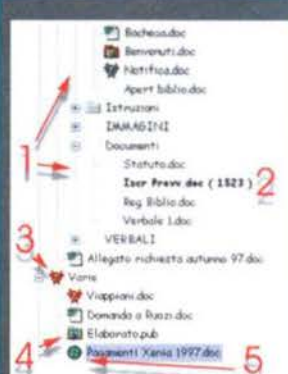 Bacheca.doc
Benvenuti.doc
Notifica.doc
Apert biblio.doc
Istruzioni
IMMAGINI
1
Documenti
Statuto.doc
Iscr Provv.doc ( 1523 ) 2
Reg Biblio.doc
Verbale 1.doc
3 VERBALI
Allegato richiesta autunno 97.doc
Varie
Viappiani.doc
Domanda a Ruozi.doc
4 Elaborato.pub
Pagamenti Xenia 1997.doc 5